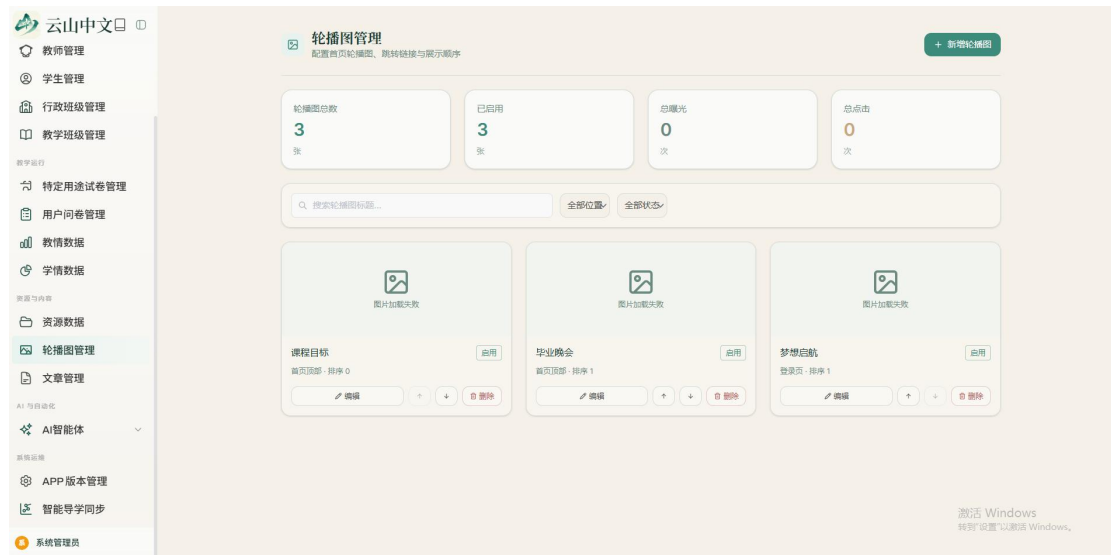 云山中文
教师管理
学生管理
行政班级管理
教学班级管理
教学运行
特定用途试卷管理
用户问卷管理
教情数据
学情数据
资源与内容
资源数据
轮播图管理
文章管理
AI 与自动化
AI智能体
系统运维
APP版本管理
智能导学同步
系统管理员
轮播图管理
配置首页轮播图、跳转链接与展示顺序
+ 新增轮播图
轮播图总数
3
张
已启用
3
张
总曝光
0
次
总点击
0
次
搜索轮播图标题...
全部位置
全部状态
图片加载失败
课程目标
启用
首页顶部 · 排序 0
编辑
↑
↓
删除
图片加载失败
毕业晚会
启用
首页顶部 · 排序 1
编辑
↑
↓
删除
图片加载失败
梦想启航
启用
登录页 · 排序 1
编辑
↑
↓
删除
激活 Windows
转到"设置"以激活 Windows。